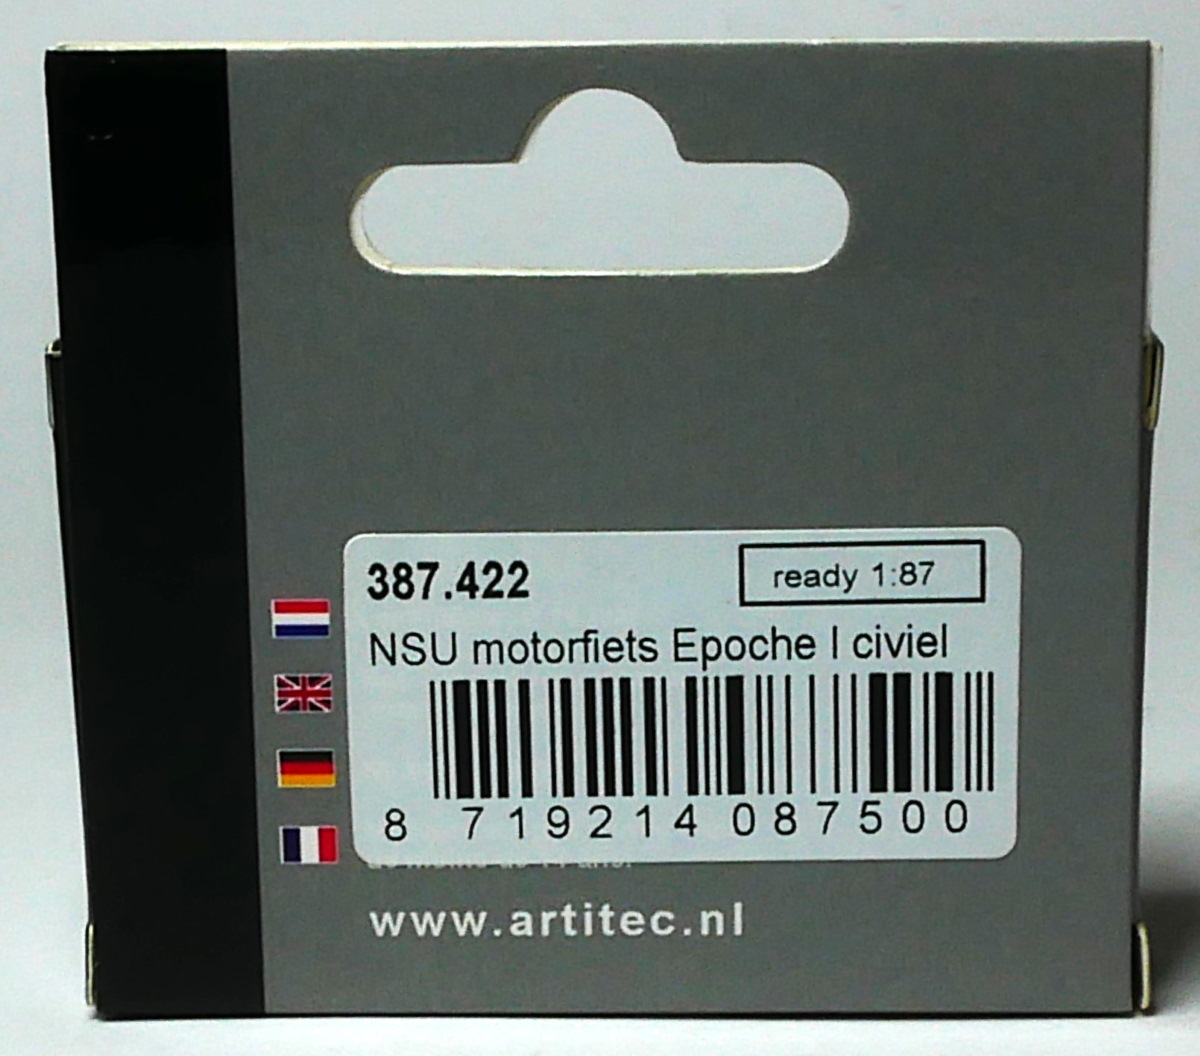 387.422
ready 1:87
NSU motorfiets Epoche I civiel
8 719214 087500
www.artitec.nl